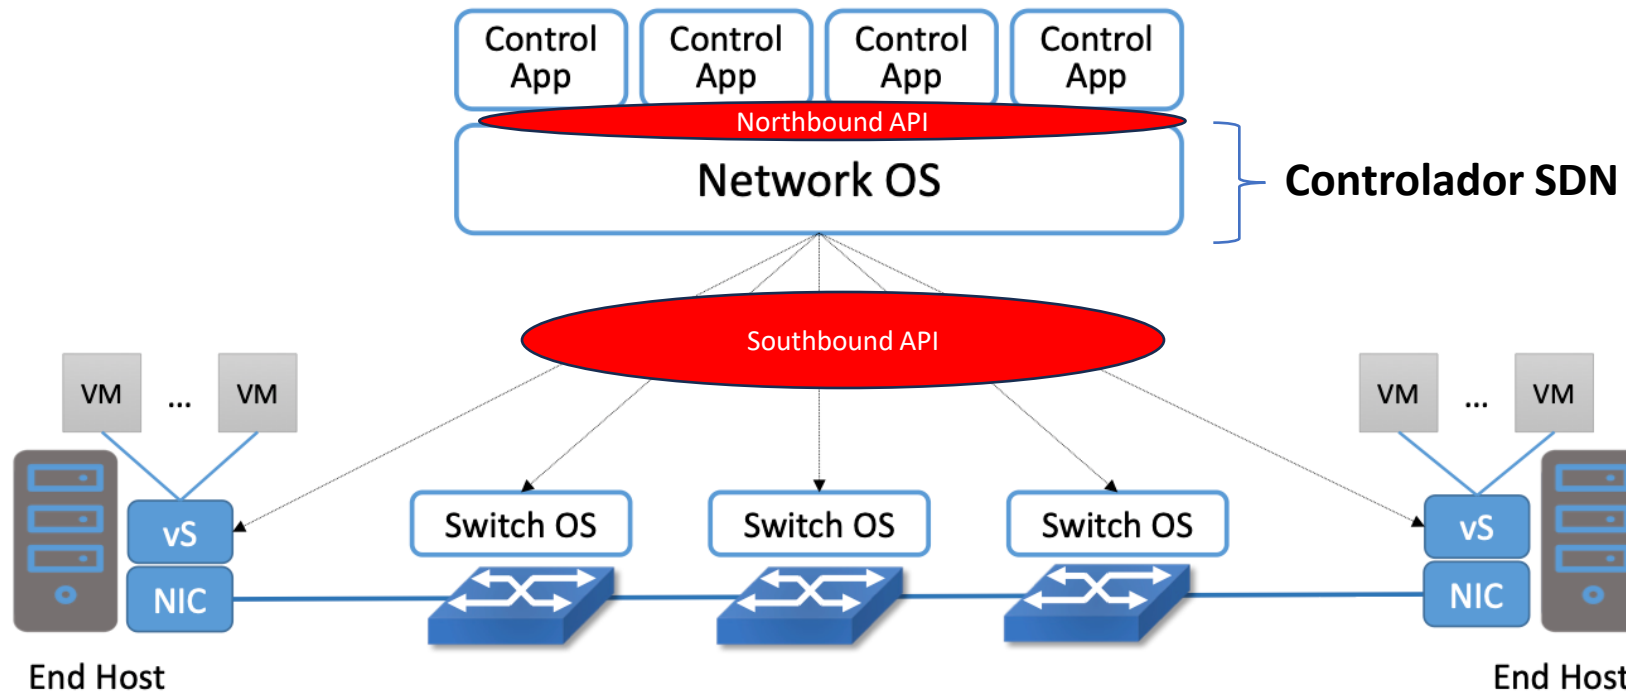 Control
App
Control
App
Control
App
Control
App
Northbound API
Network OS
Controlador SDN
Southbound API
VM
...
VM
VM
...
VM
vS
NIC
Switch OS
Switch OS
Switch OS
vS
NIC
End Host
End Host